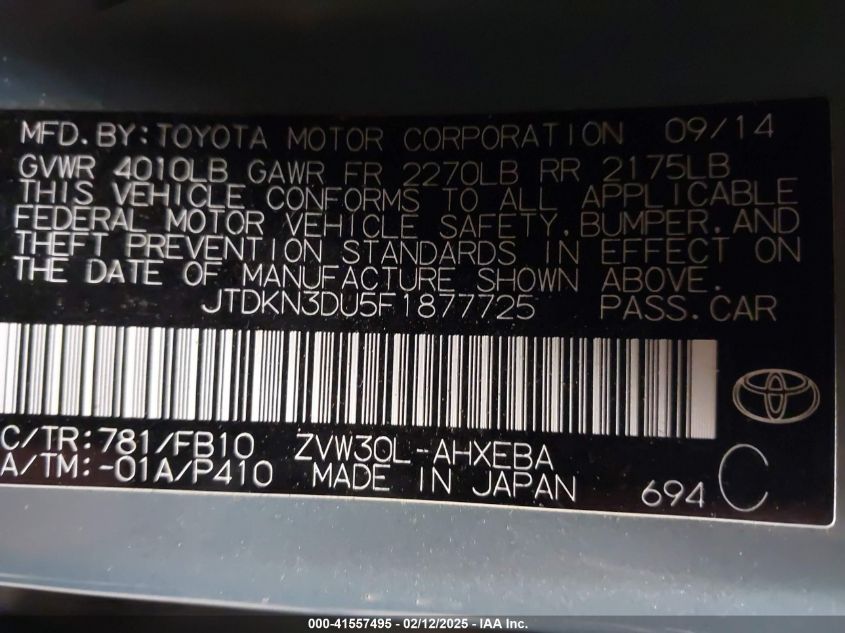 MFD.BY:TOYOTA MOTOR CORPORATION 09/14
GVWR 4010LB GAWR FR 2270LB RR 2175LB
THIS VEHICLE CONFORMS TO ALL APPLICABLE
FEDERAL MOTOR VEHICLE SAFETY,BUMPER,AND
THEFT PREVENTION STANDARDS IN EFFECT ON
THE DATE OF MANUFACTURE SHOWN ABOVE.
JTDKN3DU5F1877725 PASS.CAR
C/TR:781/FB10 ZVW30L-AHXEBA
A/TM:-01A/P410 MADE IN JAPAN 694 C
000-41557495 - 02/12/2025 - IAA Inc.